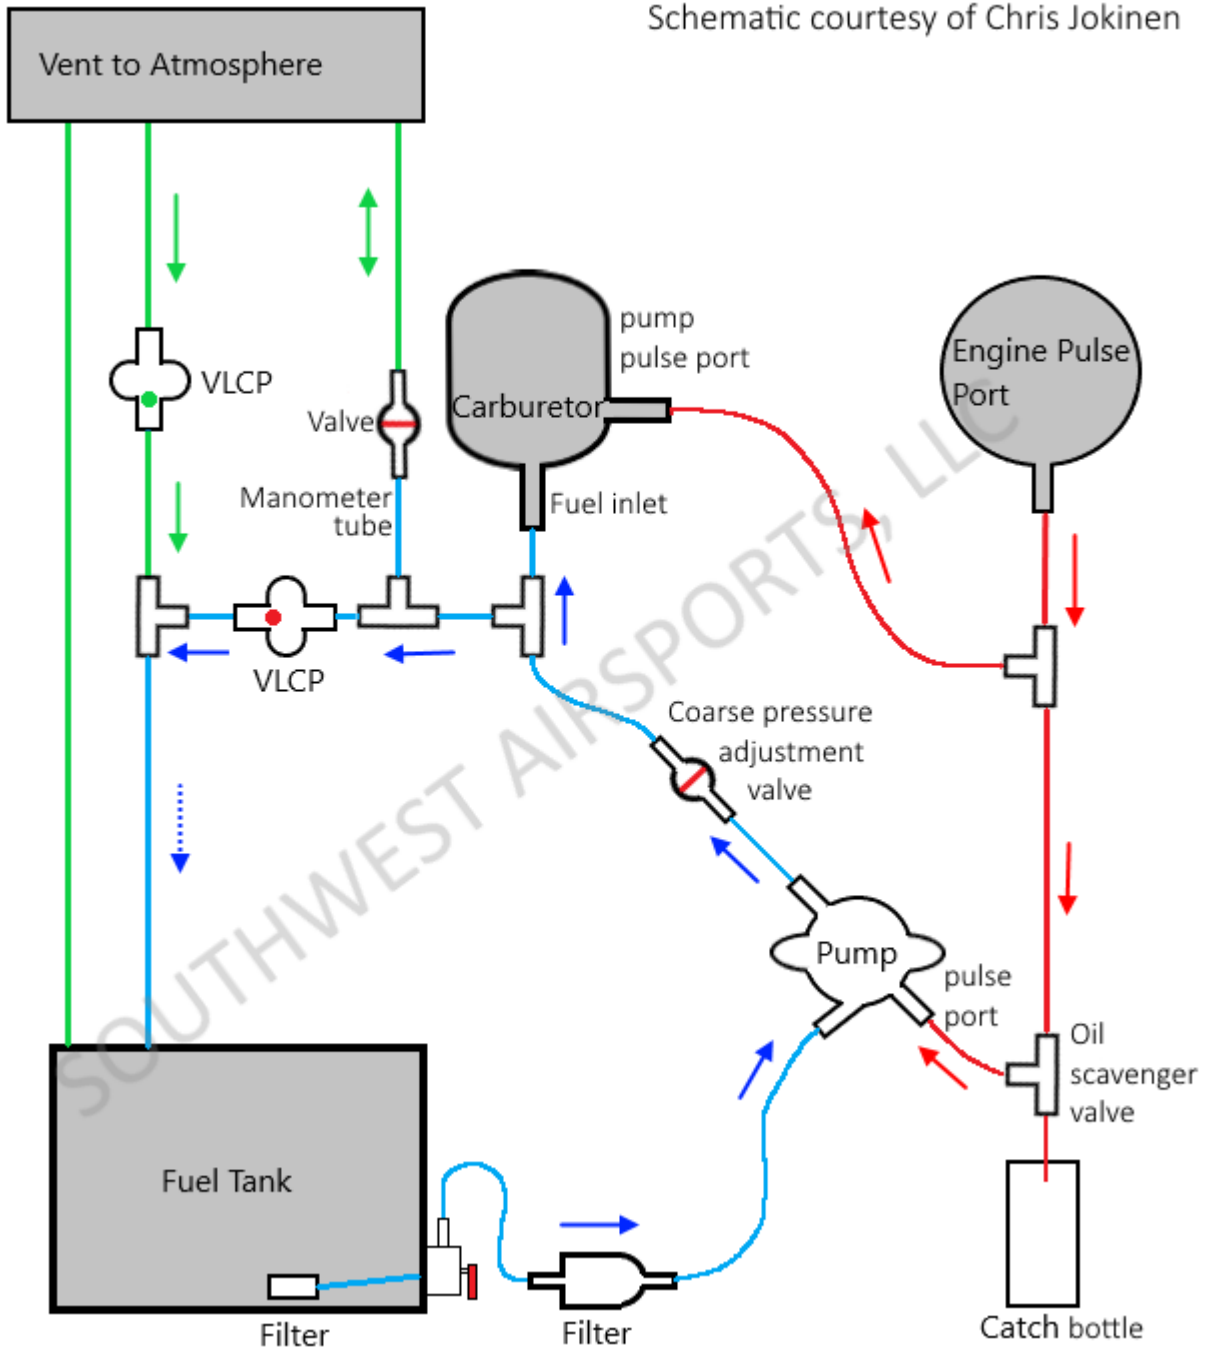 Schematic courtesy of Chris Jokinen
Vent to Atmosphere
VLCP
Valve
Manometer
tube
pump
pulse port
Carburetor
Fuel inlet
Engine Pulse
Port
VLCP
Coarse pressure
adjustment
valve
Pump
pulse
port
Oil
scavenger
valve
Fuel Tank
Filter
Filter
Catch bottle
SOUTHWEST AIRSPORTS, LLC